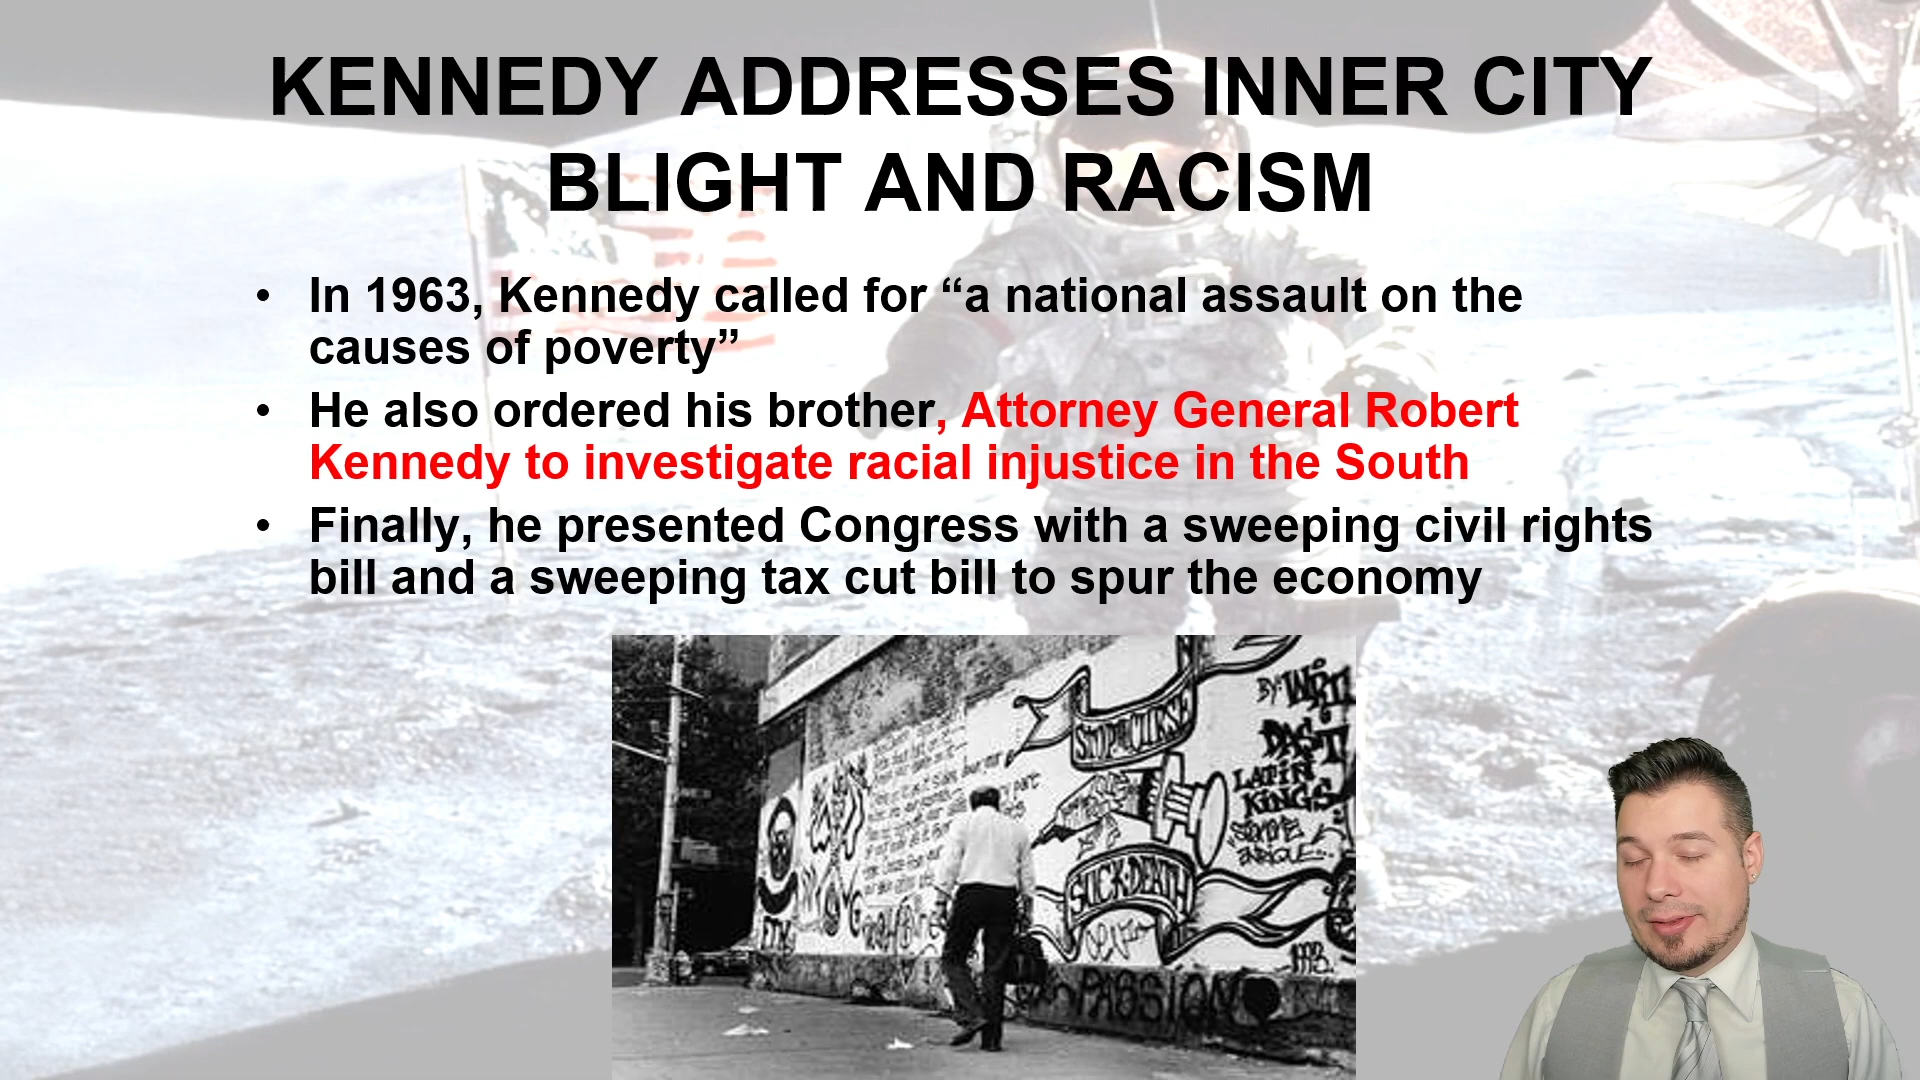 KENNEDY ADDRESSES INNER CITY
BLIGHT AND RACISM
• In 1963, Kennedy called for “a national assault on the
causes of poverty”
• He also ordered his brother, Attorney General Robert
Kennedy to investigate racial injustice in the South
• Finally, he presented Congress with a sweeping civil rights
bill and a sweeping tax cut bill to spur the economy
BY:
LATIN
KINGS
PASSION